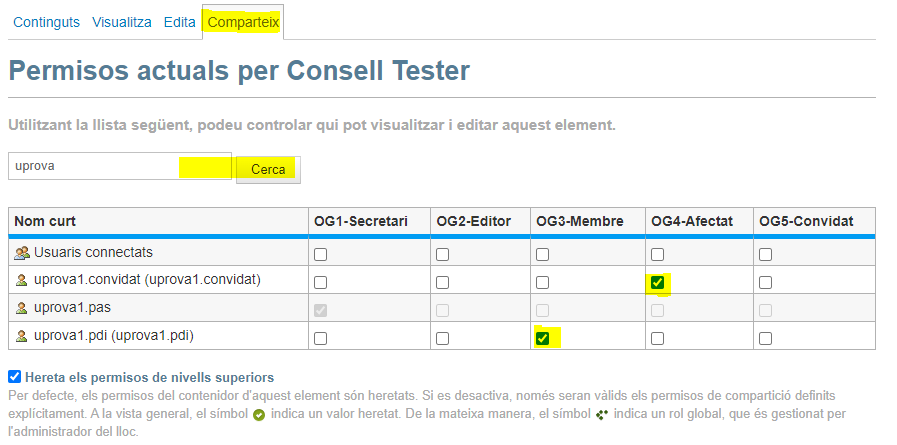 Continguts Visualitza Edita Comparteix
Permisos actuals per Consell Tester
Utilitzant la llista següent, podeu controlar qui pot visualitzar i editar aquest element.
uprova Cerca
Nom curt OG1-Secretari OG2-Editor OG3-Membre OG4-Afectat OG5-Convidat
Usuaris connectats
uprova1.convidat (uprova1.convidat)
uprova1.pas
uprova1.pdi (uprova1.pdi)
Hereta els permisos de nivells superiors
Per defecte, els permisos del contenidor d'aquest element són heretats. Si es desactiva, només seran vàlids els permisos de compartició definits
explícitament. A la vista general, el símbol indica un valor heretat. De la mateixa manera, el símbol indica un rol global, que és gestionat per
l'administrador del lloc.